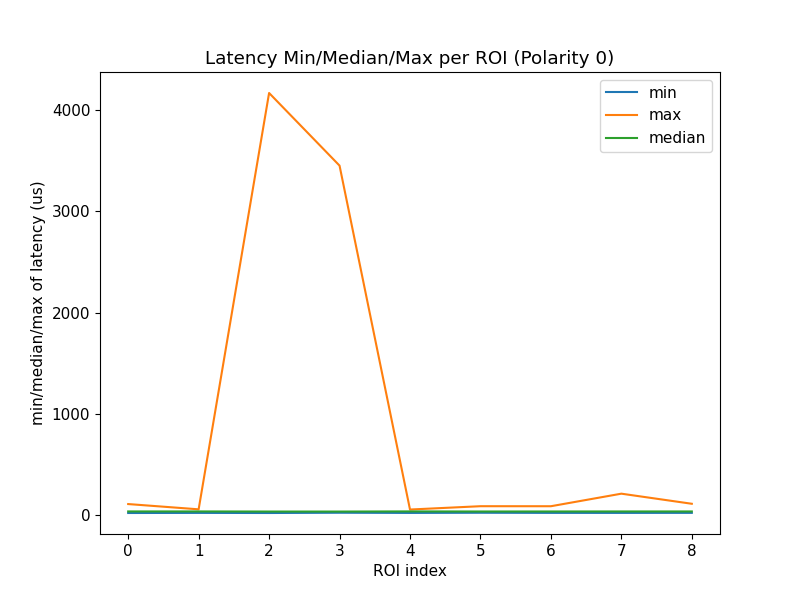 Latency Min/Median/Max per ROI (Polarity 0)
min
max
median
min/median/max of latency (us)
4000
3000
2000
1000
0
0 1 2 3 4 5 6 7 8
ROI index